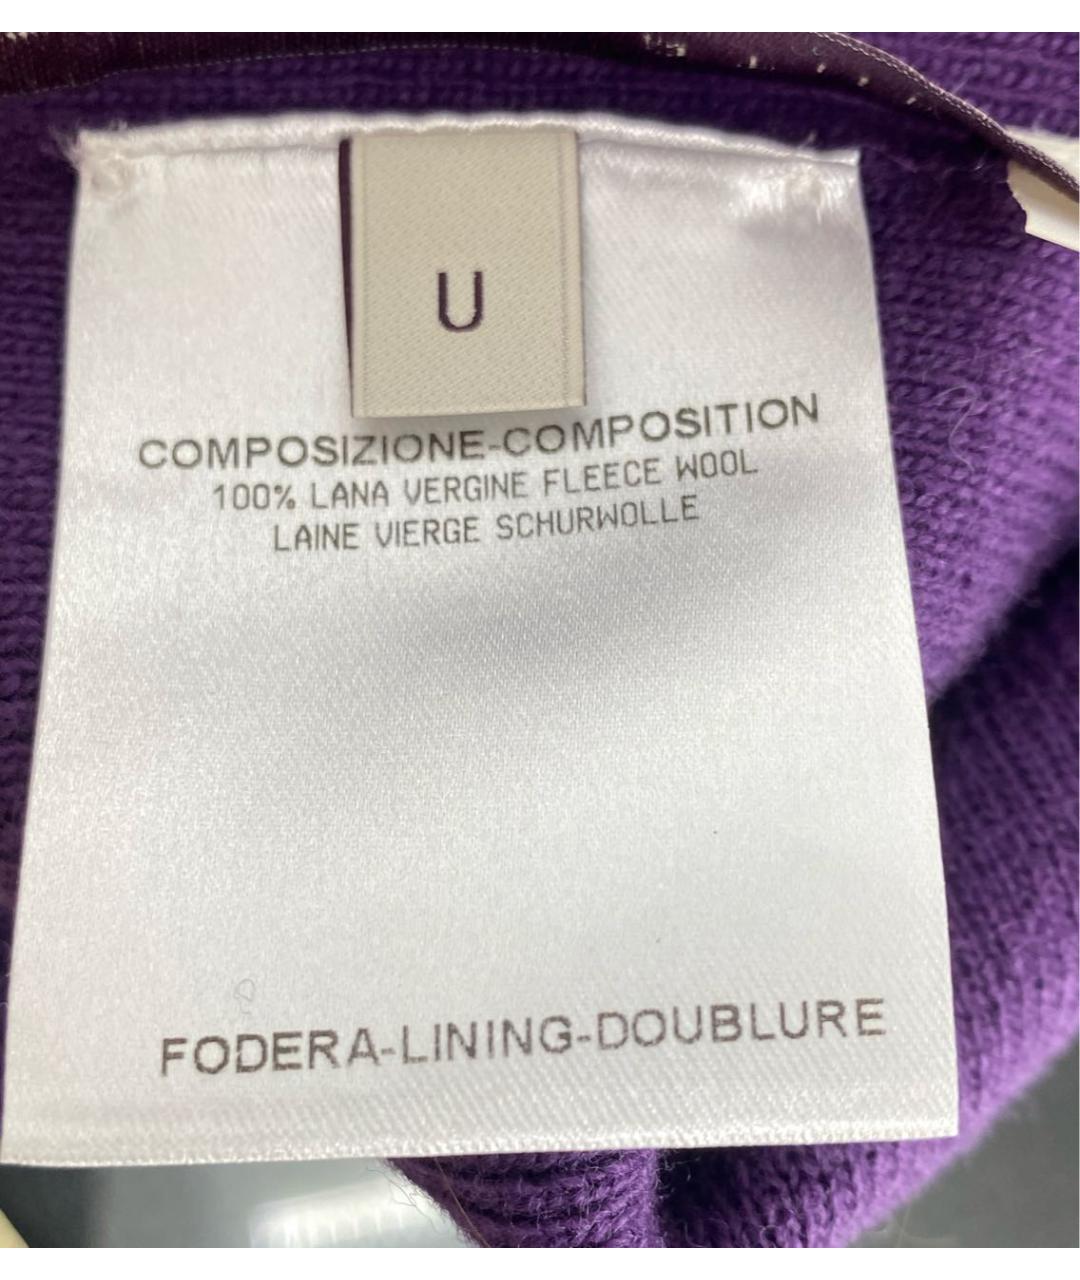 U
COMPOSIZIONE-COMPOSITION
100% LANA VERGINE FLEECE WOOL
LAINE VIERGE SCHURWOLLE
FODERA-LINING-DOUBLURE